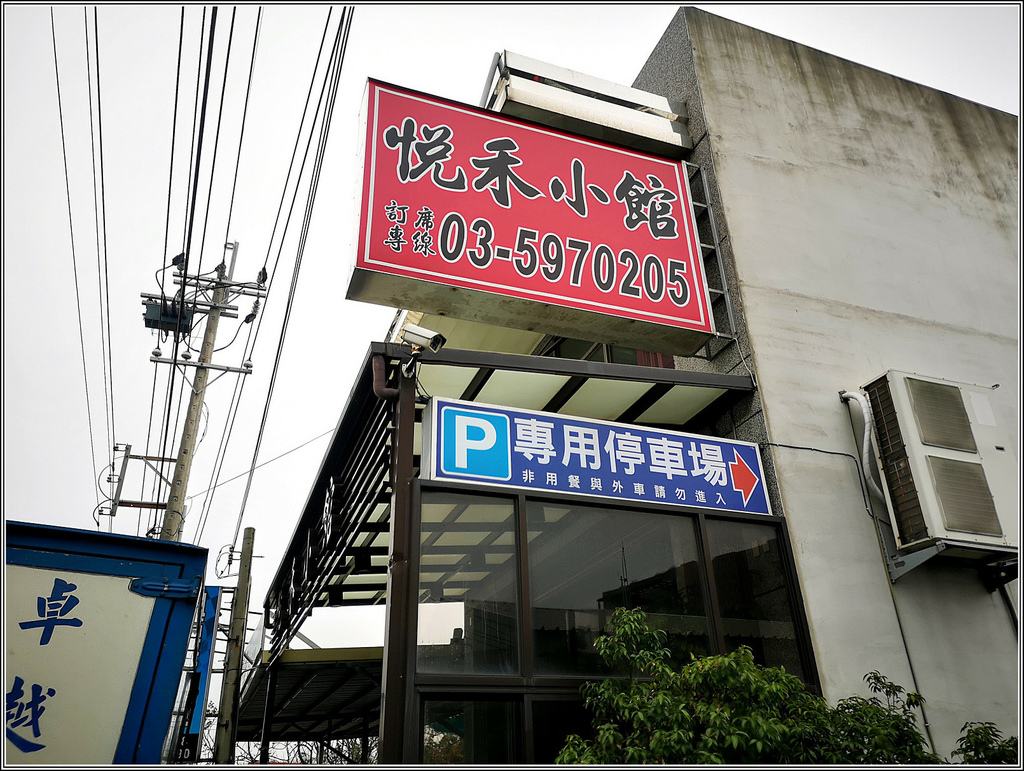 悦禾小館
訂席專線 03-5970205
P 專用停車場
非用餐與外車請勿進入
卓越